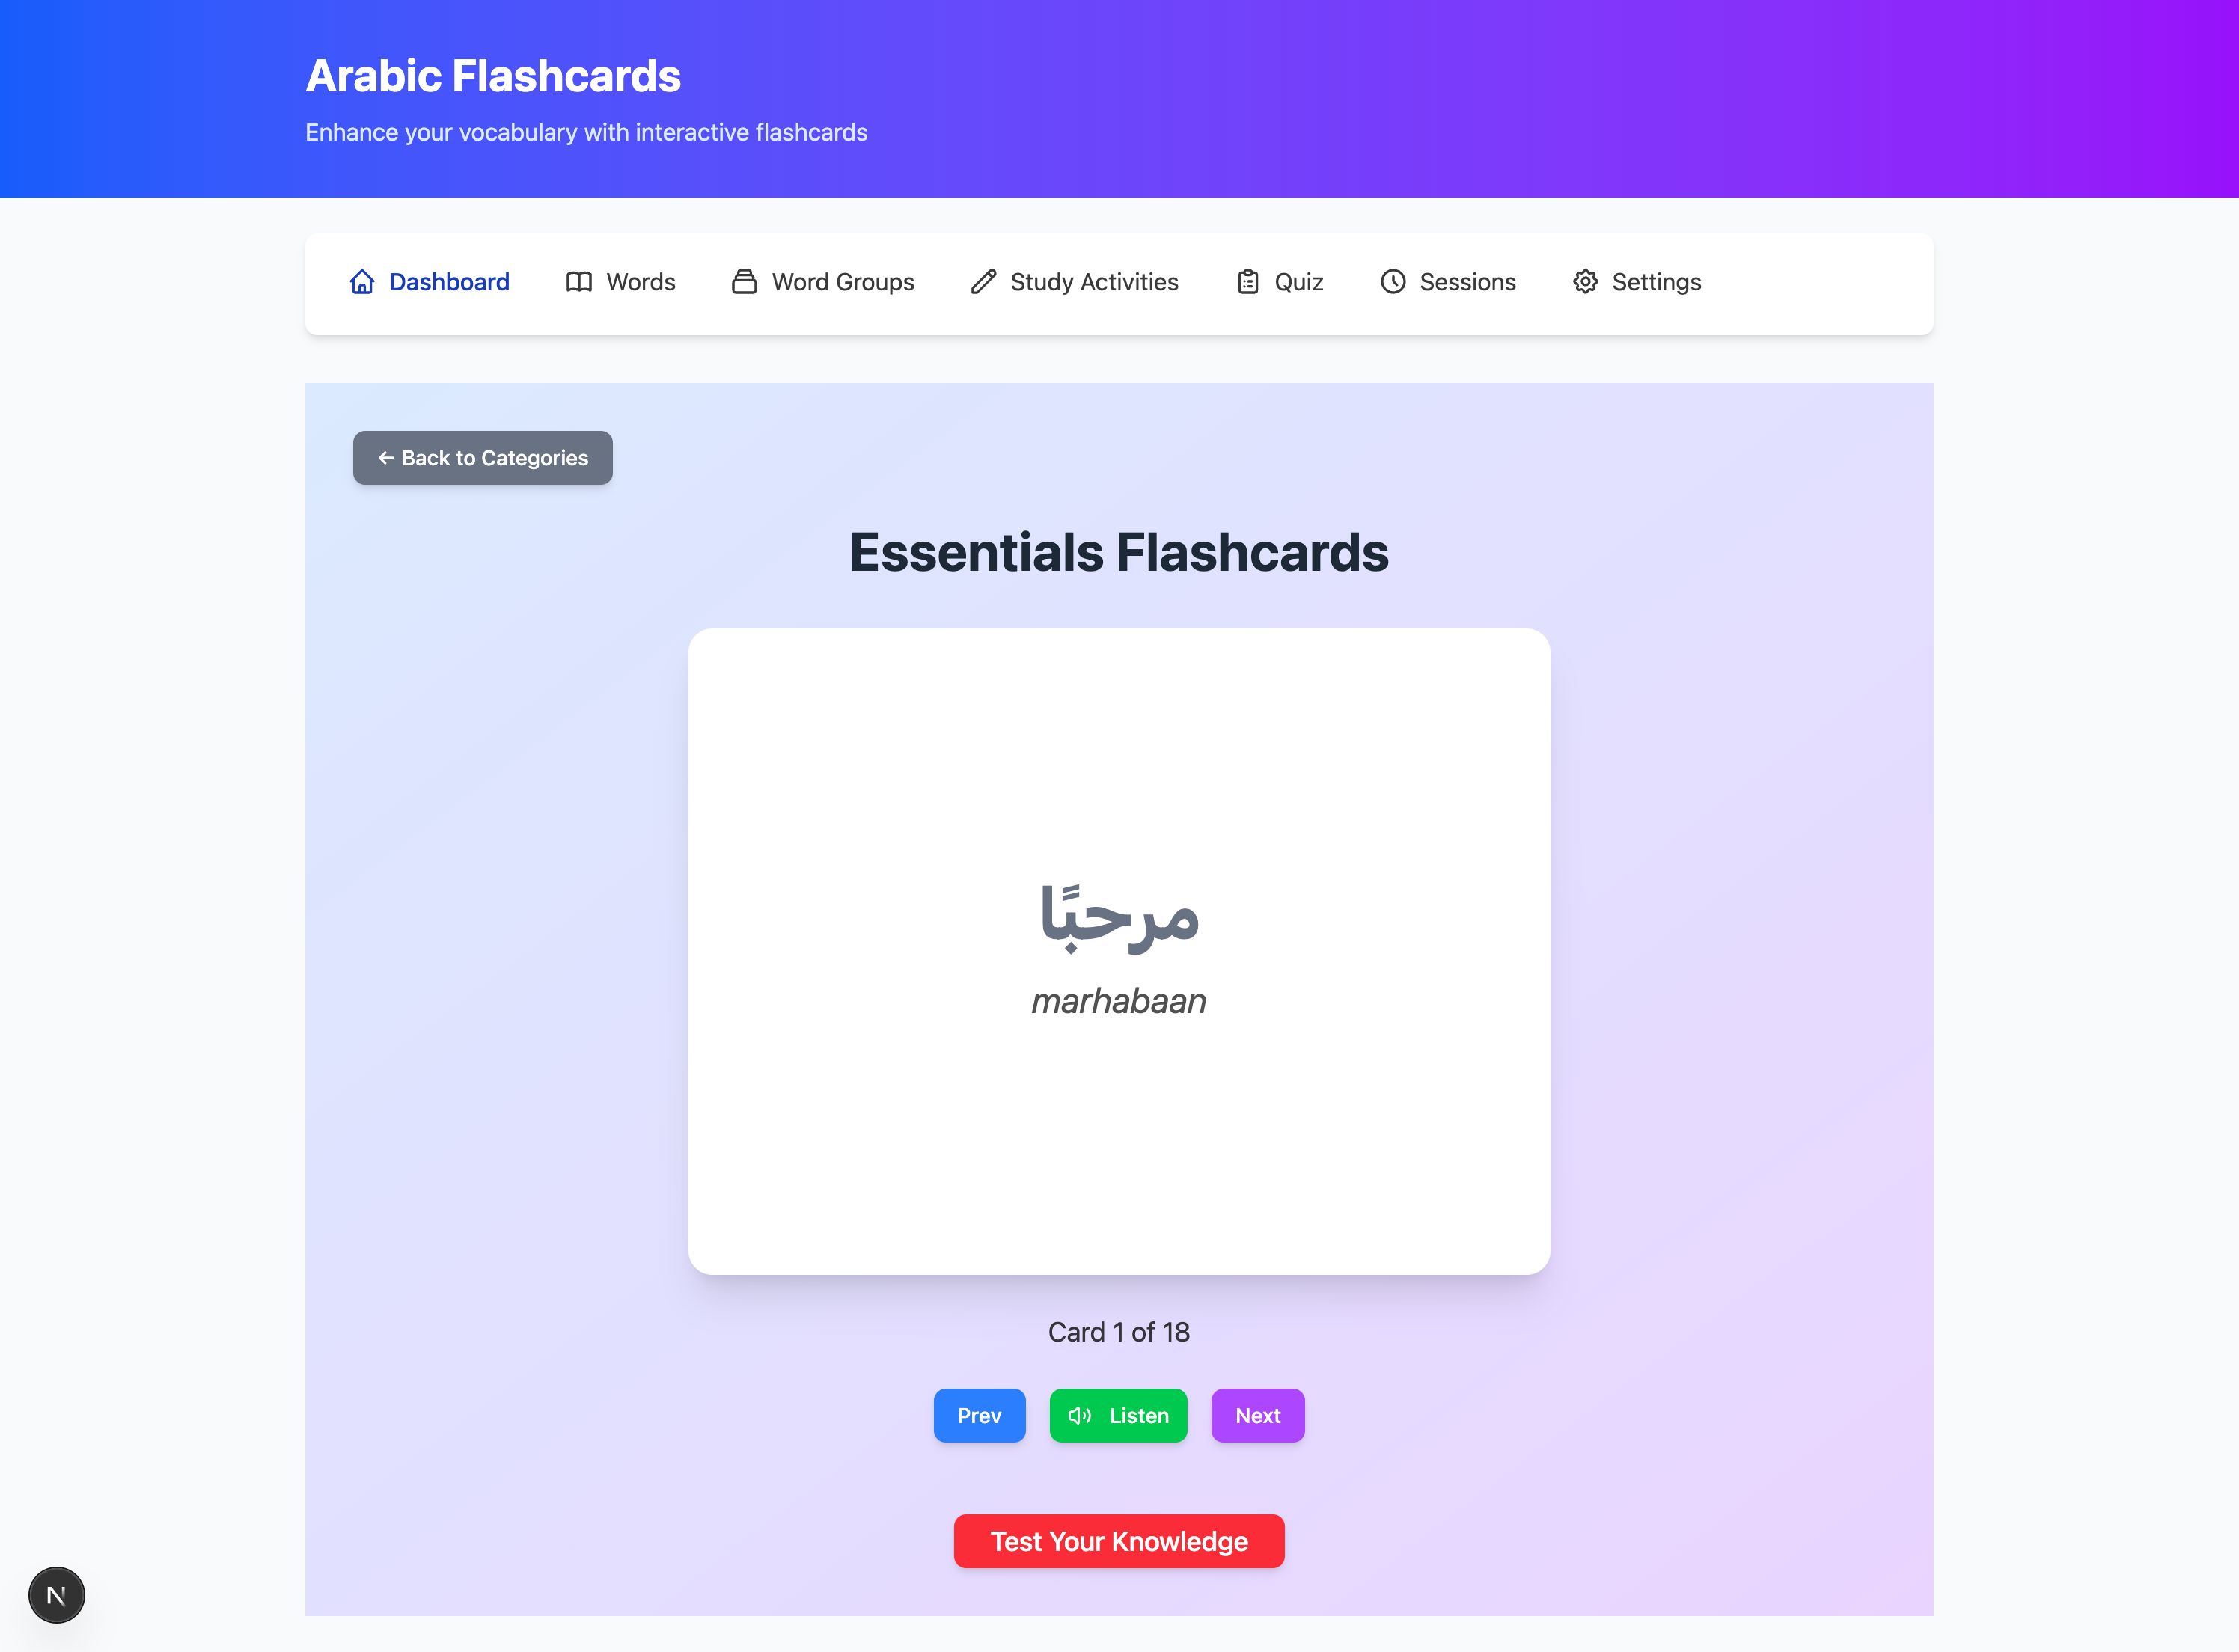 Arabic Flashcards
Enhance your vocabulary with interactive flashcards
Dashboard Words Word Groups Study Activities Quiz Sessions Settings
← Back to Categories
Essentials Flashcards
مرحبًا
marhabaan
Card 1 of 18
Prev Listen Next
Test Your Knowledge
N